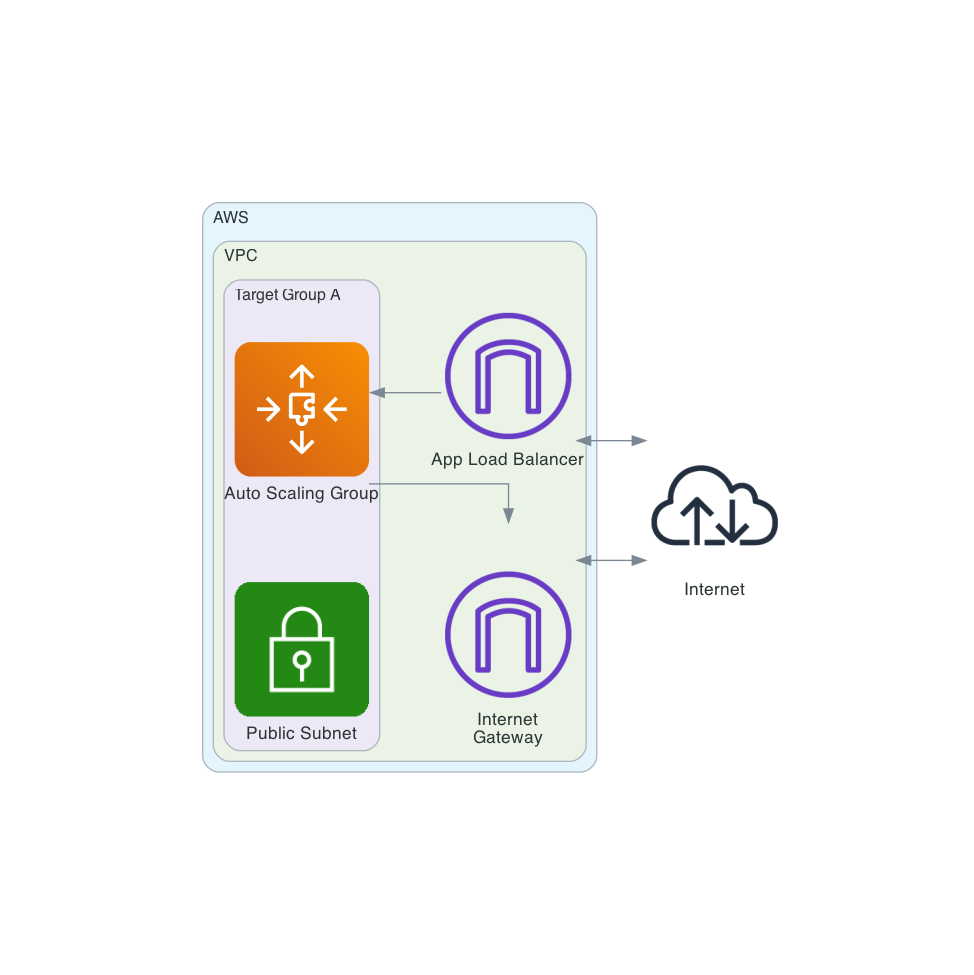 AWS
VPC
Target Group A
App Load Balancer
Auto Scaling Group
Internet
Public Subnet
Internet
Gateway